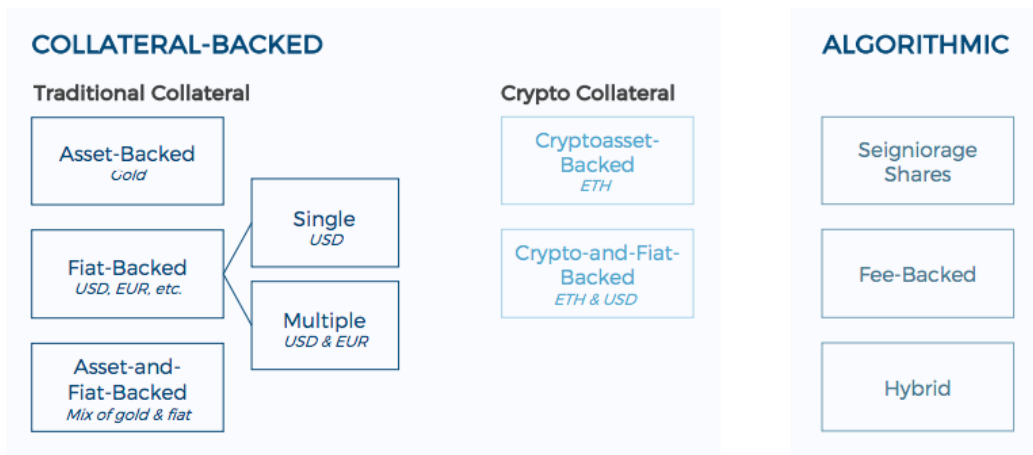 COLLATERAL-BACKED
Traditional Collateral
Asset-Backed
Gold
Fiat-Backed
USD, EUR, etc.
Single
USD
Multiple
USD & EUR
Asset-and-
Fiat-Backed
Mix of gold & fiat
Crypto Collateral
Cryptoasset-
Backed
ETH
Crypto-and-Fiat-
Backed
ETH & USD
ALGORITHMIC
Seigniorage
Shares
Fee-Backed
Hybrid